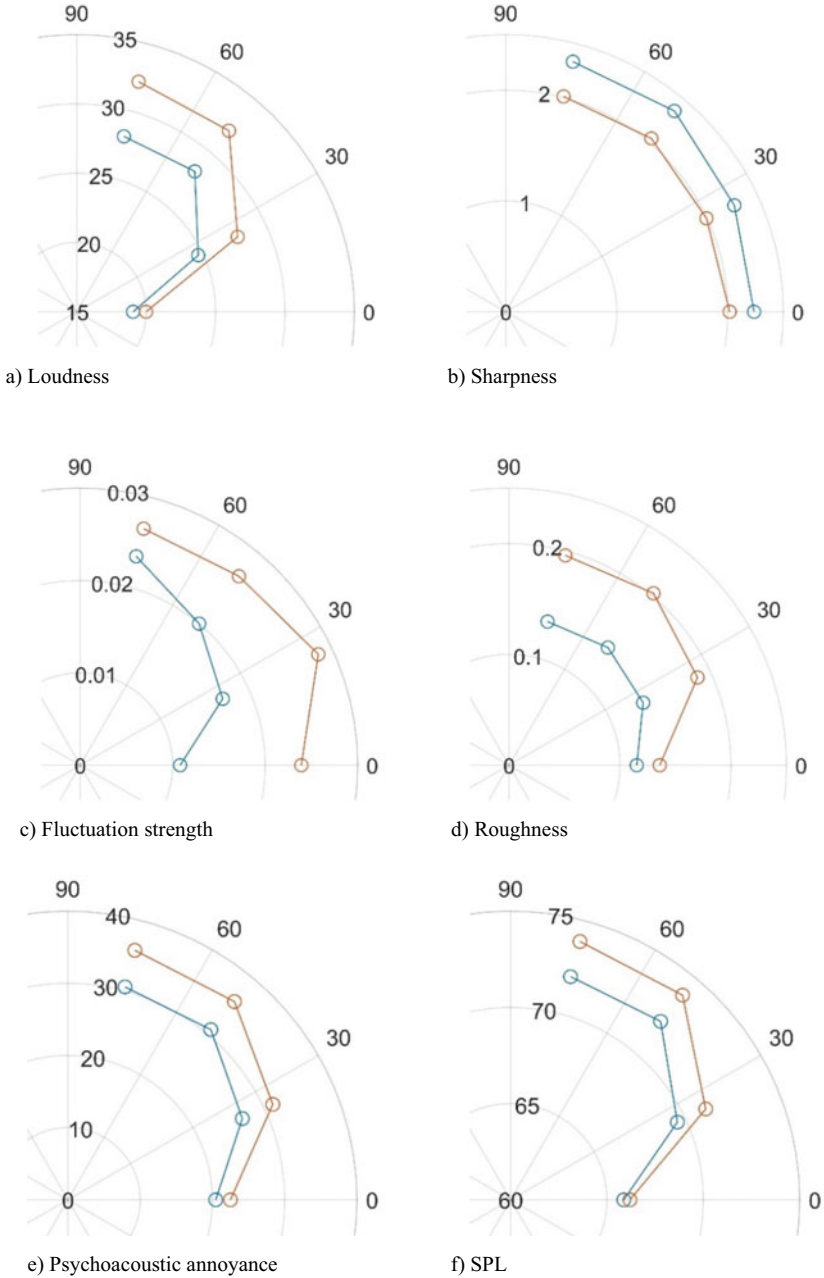 90 90
35 60 60
30 2
30 30
25
1
20
15 0 0 0
a) Loudness b) Sharpness
90 90
0.03 60 60
0.2
0.02
30 30
0.01 0.1
0 0 0 0
c) Fluctuation strength d) Roughness
90 90
40 60 75 60
30 70
30 30
20
10 65
0 0 60 0
e) Psychoacoustic annoyance f) SPL